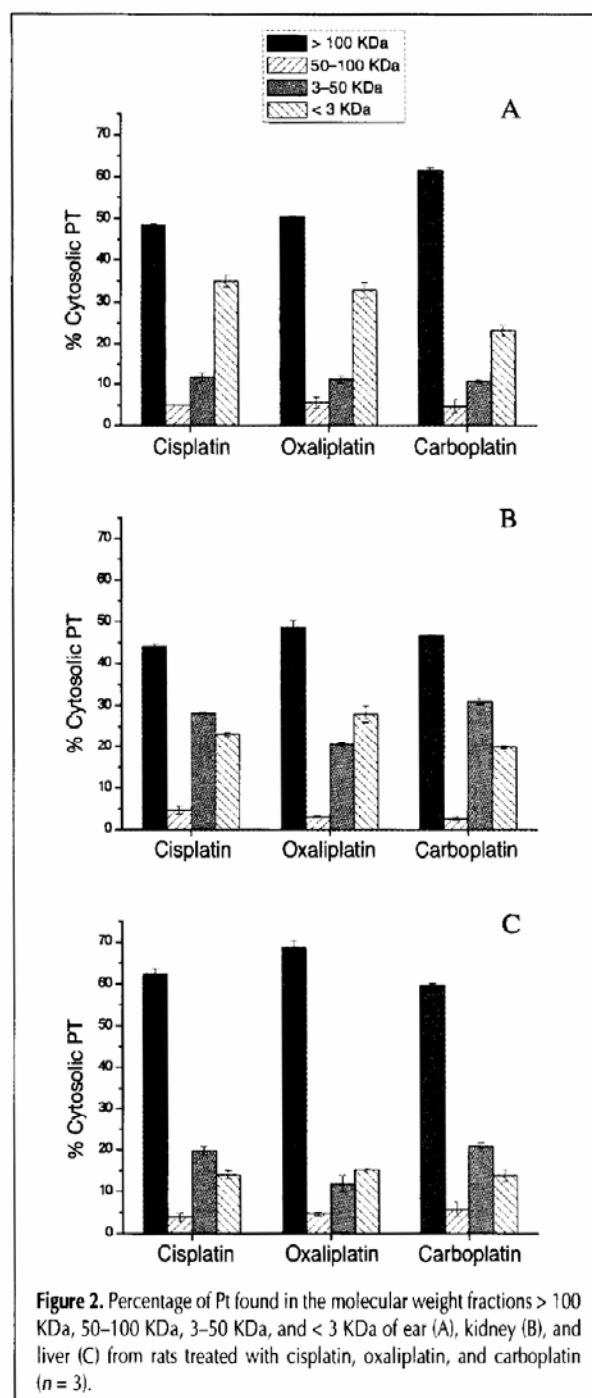 > 100 KDa
50–100 KDa
3–50 KDa
< 3 KDa
A
70
60
50
40
30
20
10
0
% Cytosolic PT
Cisplatin Oxaliplatin Carboplatin
B
70
60
50
40
30
20
10
0
% Cytosolic PT
Cisplatin Oxaliplatin Carboplatin
C
70
60
50
40
30
20
10
0
% Cytosolic PT
Cisplatin Oxaliplatin Carboplatin
Figure 2. Percentage of Pt found in the molecular weight fractions > 100
KDa, 50–100 KDa, 3–50 KDa, and < 3 KDa of ear (A), kidney (B), and
liver (C) from rats treated with cisplatin, oxaliplatin, and carboplatin
(n = 3).